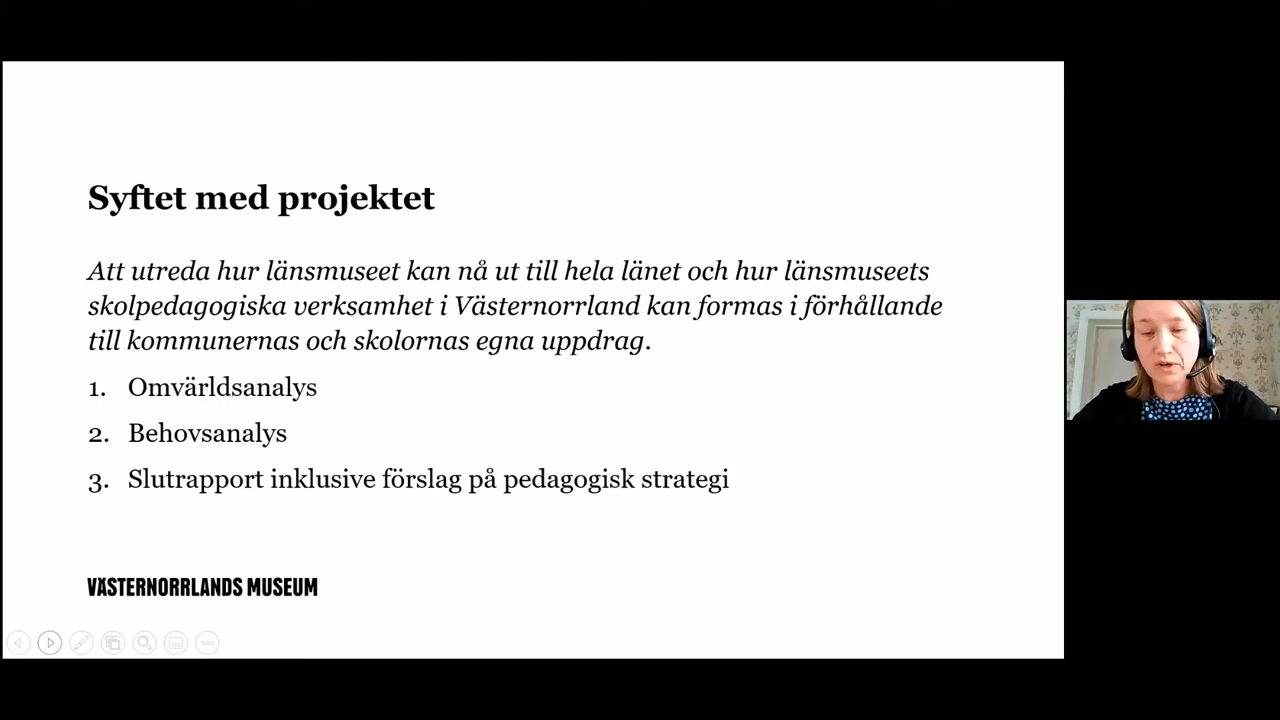 Syftet med projektet
Att utreda hur länsmuseet kan nå ut till hela länet och hur länsmuseets
skolpedagogiska verksamhet i Västernorrland kan formas i förhållande
till kommunernas och skolornas egna uppdrag.
1. Omvärldsanalys
2. Behovsanalys
3. Slutrapport inklusive förslag på pedagogisk strategi
VÄSTERNORRLANDS MUSEUM